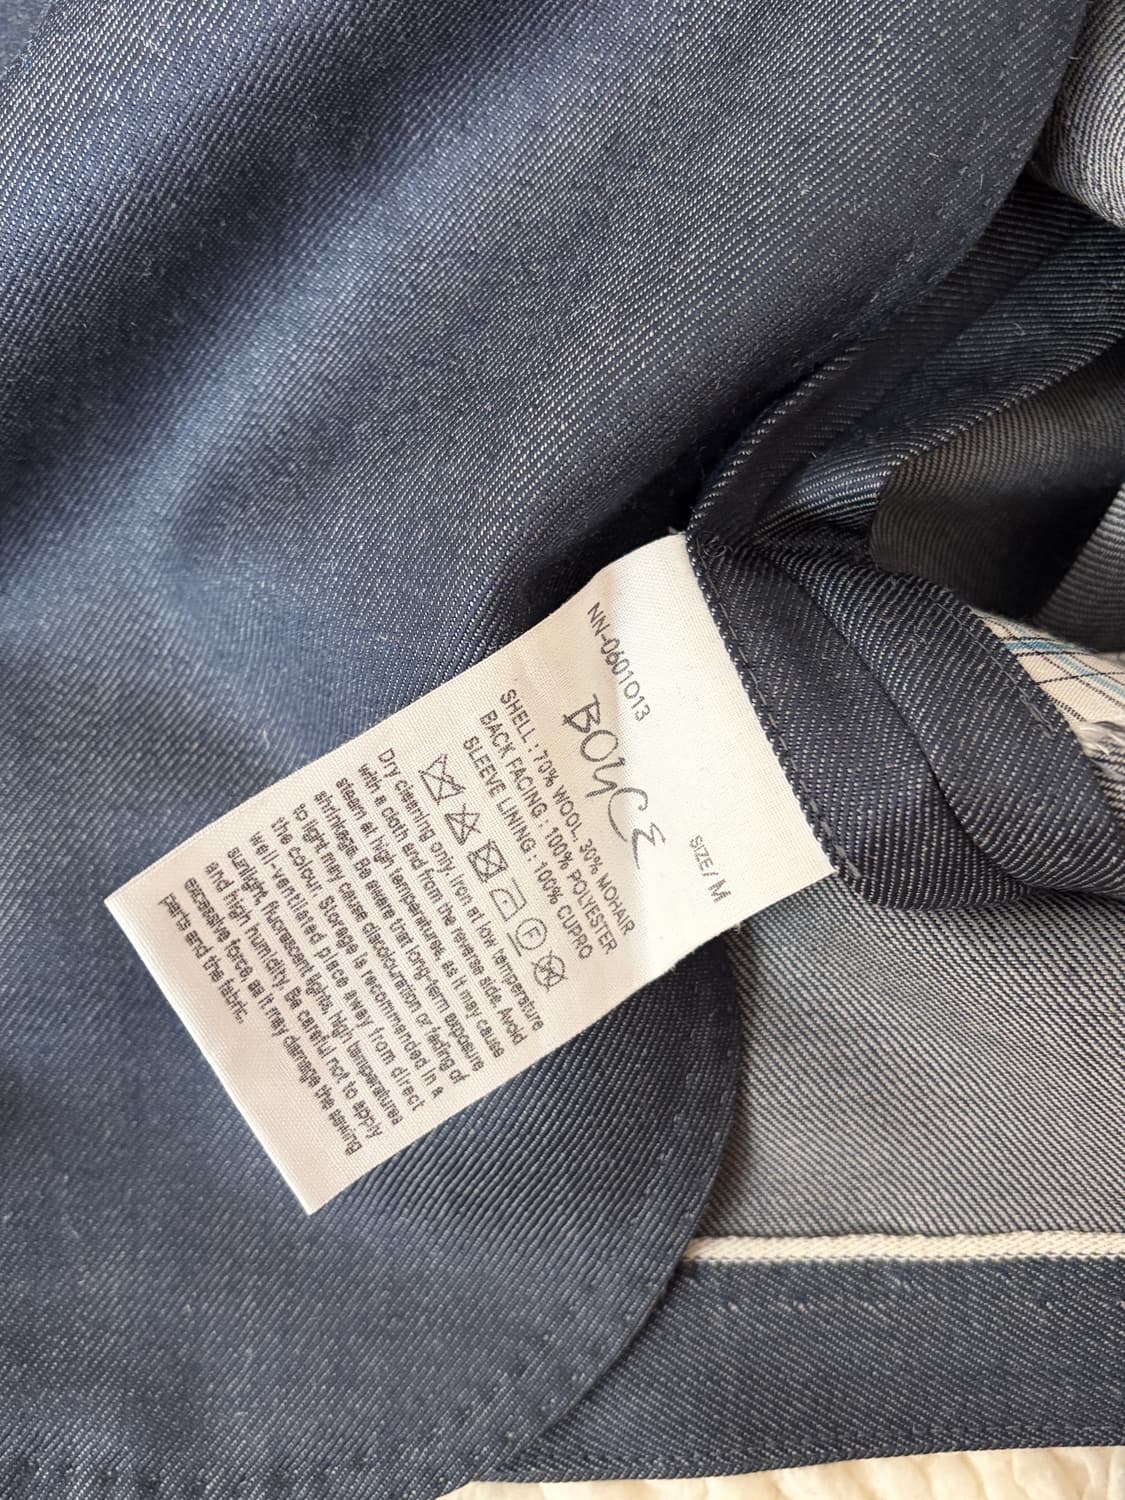 NN-0601013
BOYCE
SIZE / M
SHELL : 70% WOOL, 30% MOHAIR
BACK FACING : 100% POLYESTER
SLEEVE LINING : 100% CUPRO
F
Dry cleaning only. Iron at low temperature
with a cloth and from the reverse side. Avoid
steam at high temperatures, as it may cause
shrinkage. Be aware that long-term exposure
to light may cause discolouration or fading of
the colour. Storage is recommended in a
well-ventilated place away from direct
sunlight, fluorescent lights, high temperatures
and high humidity. Be careful not to apply
excessive force, as it may damage the sewing
parts and the fabric.